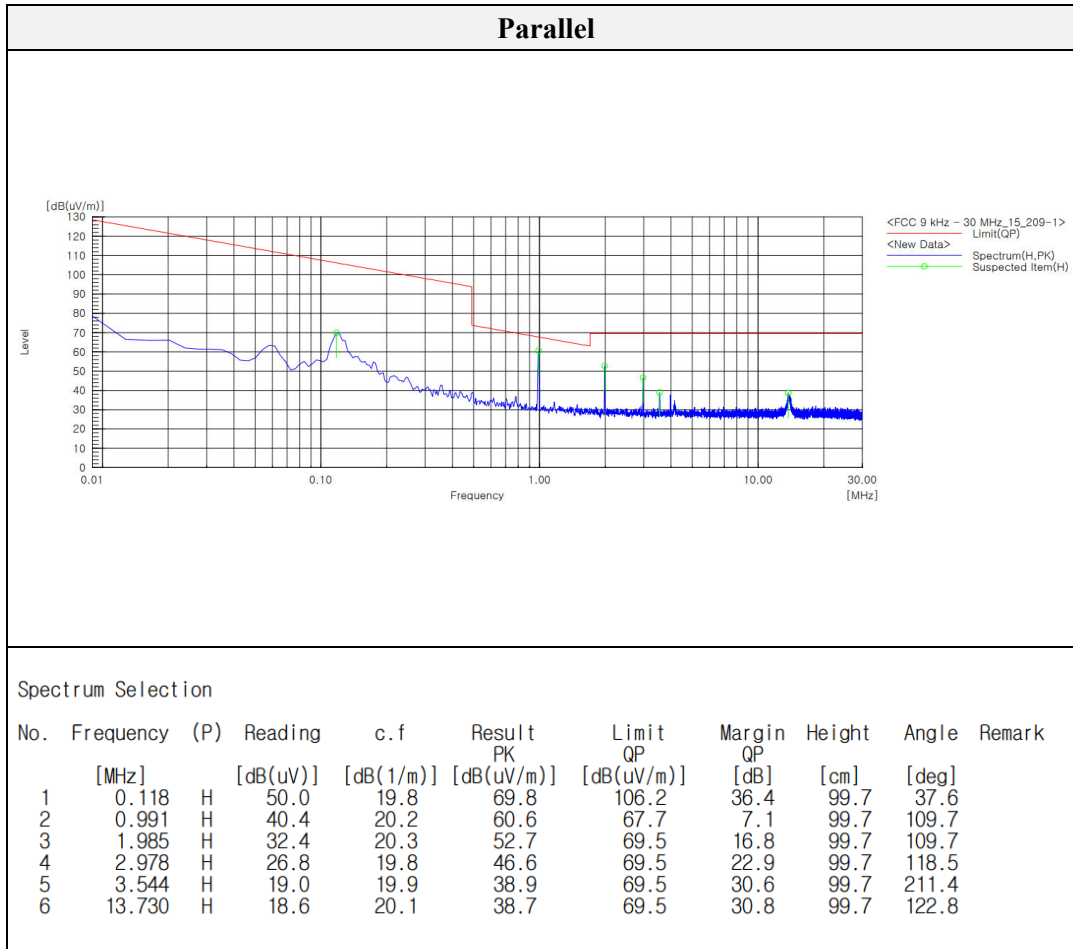 Parallel
[dB(uV/m)]
130
120
110
100
90
80
70
60
50
40
30
20
10
0
Level
0.01 0.10 1.00 10.00 30.00
Frequency [MHz]
<FCC 9 kHz - 30 MHz_15_209-1>
Limit(QP)
<New Data>
Spectrum(H,PK)
Suspected Item(H)
Spectrum Selection
No. Frequency (P) Reading c.f Result Limit Margin Height Angle Remark
PK QP QP
[MHz] [dB(uV)] [dB(1/m)] [dB(uV/m)] [dB(uV/m)] [dB] [cm] [deg]
1 0.118 H 50.0 19.8 69.8 106.2 36.4 99.7 37.6
2 0.991 H 40.4 20.2 60.6 67.7 7.1 99.7 109.7
3 1.985 H 32.4 20.3 52.7 69.5 16.8 99.7 109.7
4 2.978 H 26.8 19.8 46.6 69.5 22.9 99.7 118.5
5 3.544 H 19.0 19.9 38.9 69.5 30.6 99.7 211.4
6 13.730 H 18.6 20.1 38.7 69.5 30.8 99.7 122.8